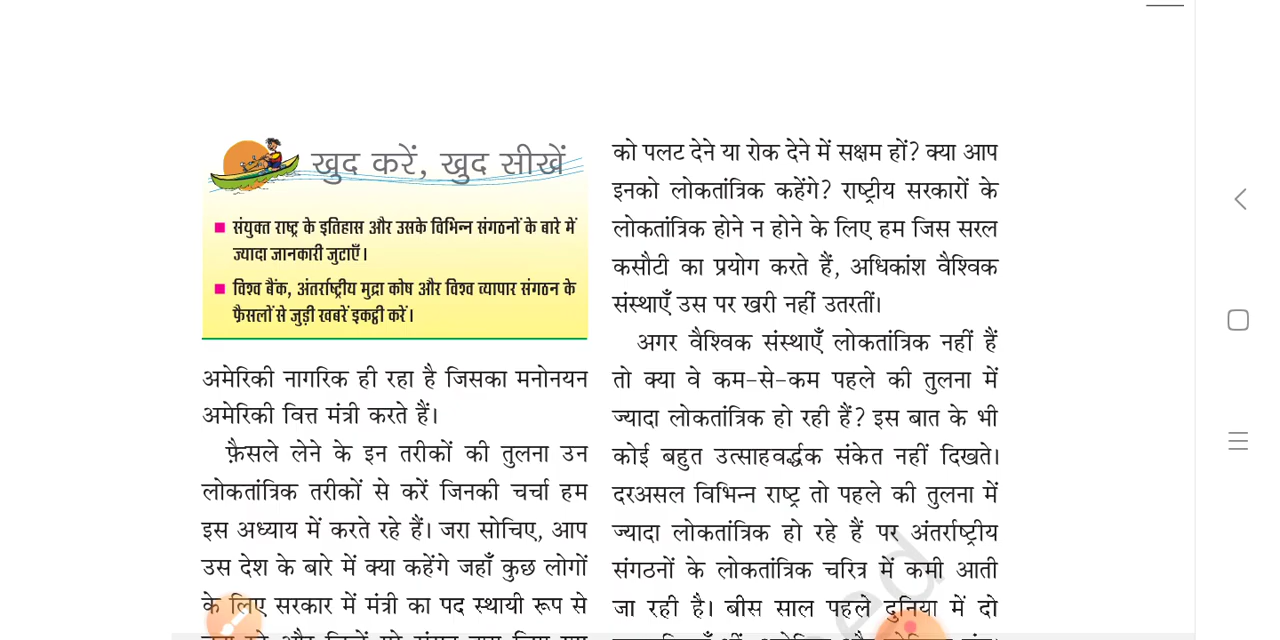 खुद करें, खुद सीखें
संयुक्त राष्ट्र के इतिहास और उसके विभिन्न संगठनों के बारे में
ज्यादा जानकारी जुटाएँ।
विश्व बैंक, अंतर्राष्ट्रीय मुद्रा कोष और विश्व व्यापार संगठन के
फ़ैसलों से जुड़ी खबरें इकट्ठी करें।
अमेरिकी नागरिक ही रहा है जिसका मनोनयन
अमेरिकी वित्त मंत्री करते हैं।
फ़ैसले लेने के इन तरीकों की तुलना उन
लोकतांत्रिक तरीकों से करें जिनकी चर्चा हम
इस अध्याय में करते रहे हैं। जरा सोचिए, आप
उस देश के बारे में क्या कहेंगे जहाँ कुछ लोगों
के लिए सरकार में मंत्री का पद स्थायी रूप से
को पलट देने या रोक देने में सक्षम हों? क्या आप
इनको लोकतांत्रिक कहेंगे? राष्ट्रीय सरकारों के
लोकतांत्रिक होने न होने के लिए हम जिस सरल
कसौटी का प्रयोग करते हैं, अधिकांश वैश्विक
संस्थाएँ उस पर खरी नहीं उतरतीं।
अगर वैश्विक संस्थाएँ लोकतांत्रिक नहीं हैं
तो क्या वे कम-से-कम पहले की तुलना में
ज्यादा लोकतांत्रिक हो रही हैं? इस बात के भी
कोई बहुत उत्साहवर्द्धक संकेत नहीं दिखते।
दरअसल विभिन्न राष्ट्र तो पहले की तुलना में
ज्यादा लोकतांत्रिक हो रहे हैं पर अंतर्राष्ट्रीय
संगठनों के लोकतांत्रिक चरित्र में कमी आती
जा रही है। बीस साल पहले दुनिया में दो